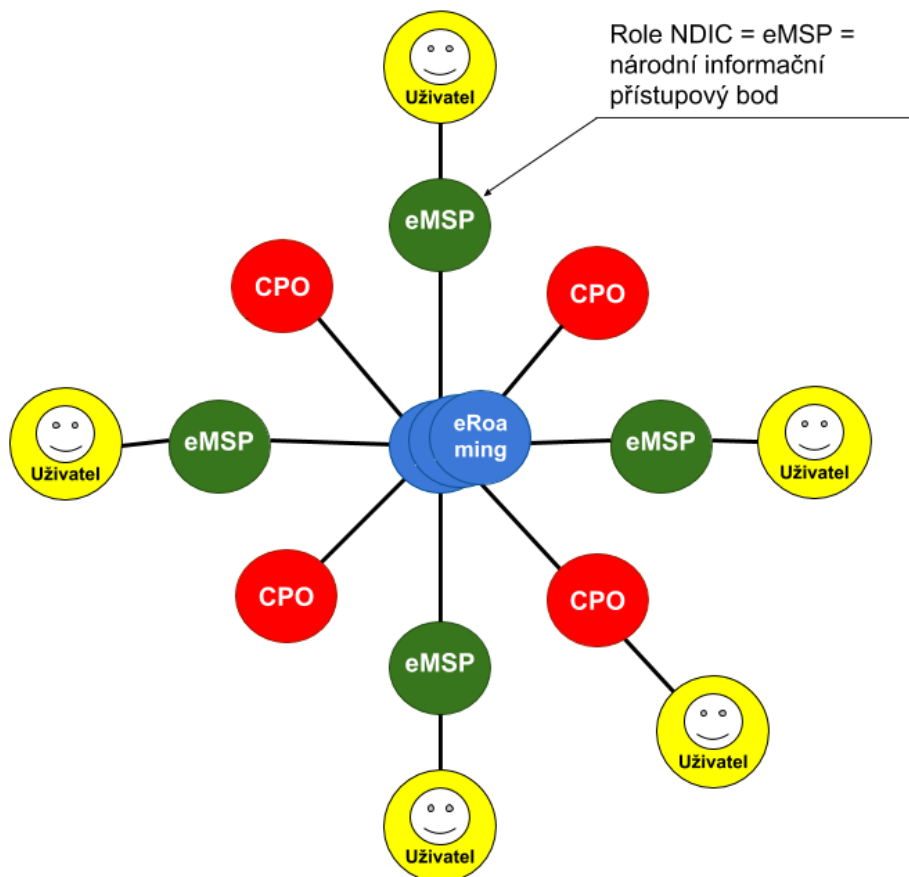 Role NDIC = eMSP =
národní informační
přístupový bod
Uživatel
eMSP
CPO
CPO
eRoa
ming
Uživatel
eMSP
eMSP
Uživatel
CPO
CPO
eMSP
Uživatel
Uživatel